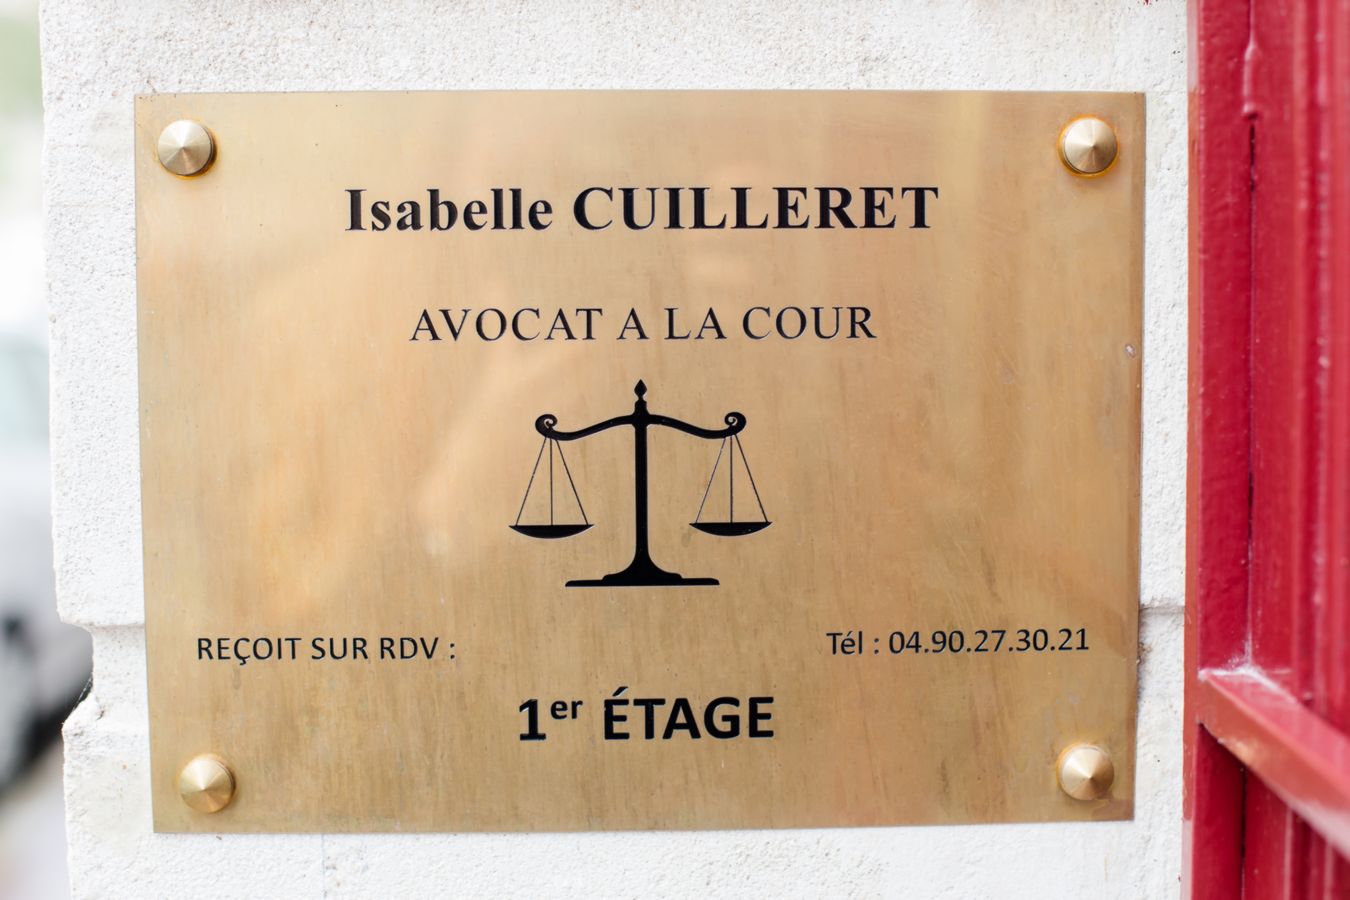 Isabelle CUILLERET
AVOCAT A LA COUR
REÇOIT SUR RDV :
Tél : 04.90.27.30.21
1er ÉTAGE